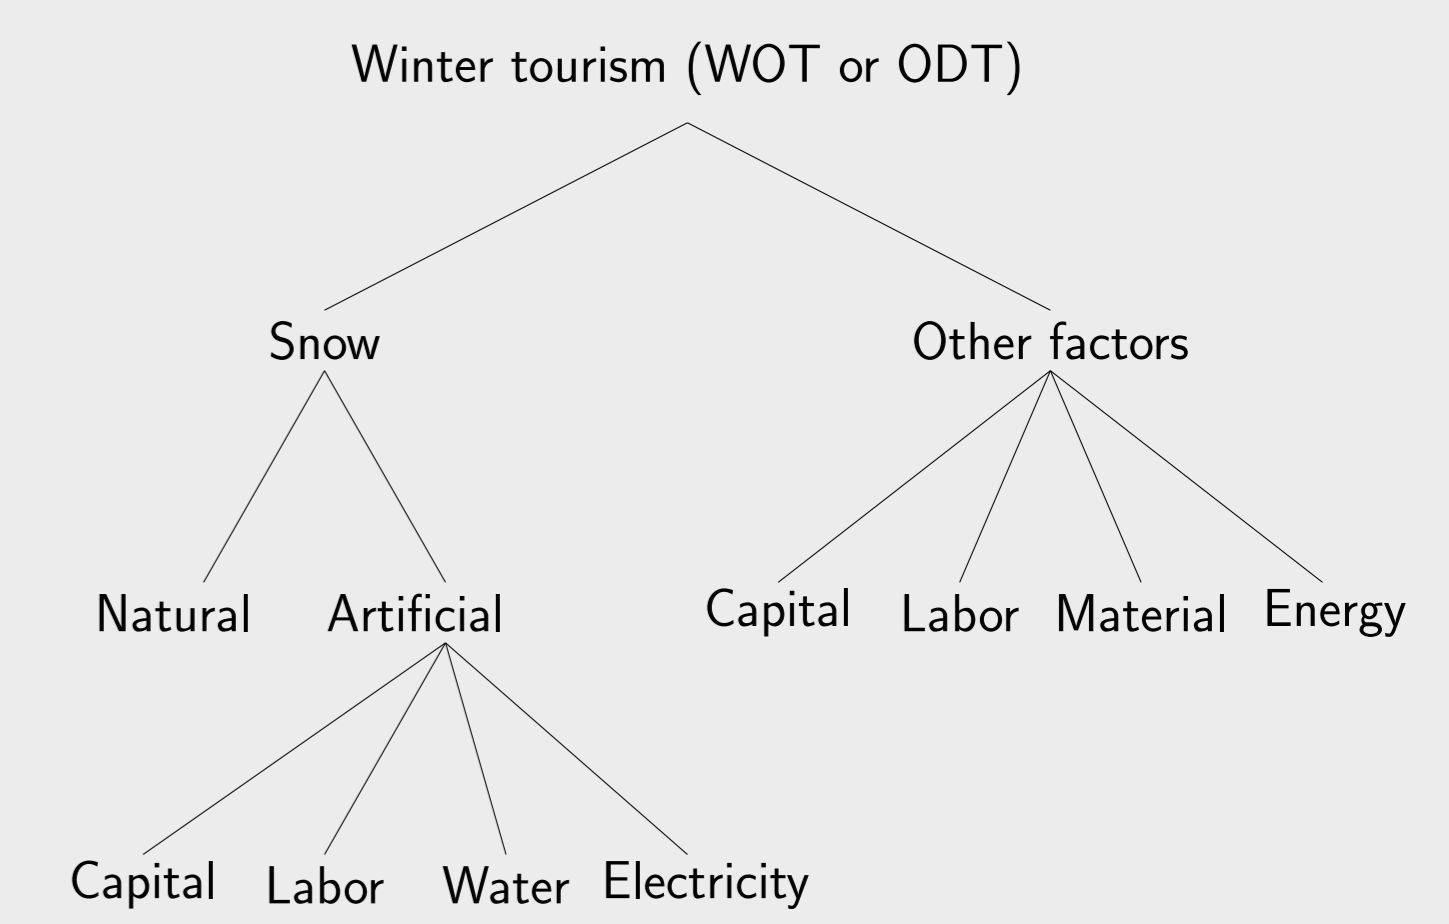 Winter tourism (WOT or ODT)
Snow
Other factors
Natural
Artificial
Capital
Labor
Material
Energy
Capital
Labor
Water
Electricity